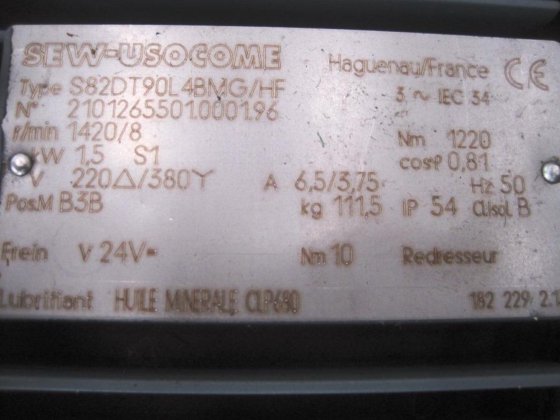 SEW-USOCOME Haguenau/France CE
Type S82DT90L4BMG/HF 3 ~ IEC 34
N° 2101265501.0001.96
r/min 1420/8 Nm 1220
kW 1,5 S1 cosφ 0,81
V 220△/380Y A 6,5/3,75 Hz 50
Pos.M B3B kg 111,5 IP 54 Cl.isol. B
Frein V 24V= Nm 10 Redresseur
Lubrifiant HUILE MINERALE CLP680 182 229 2.1